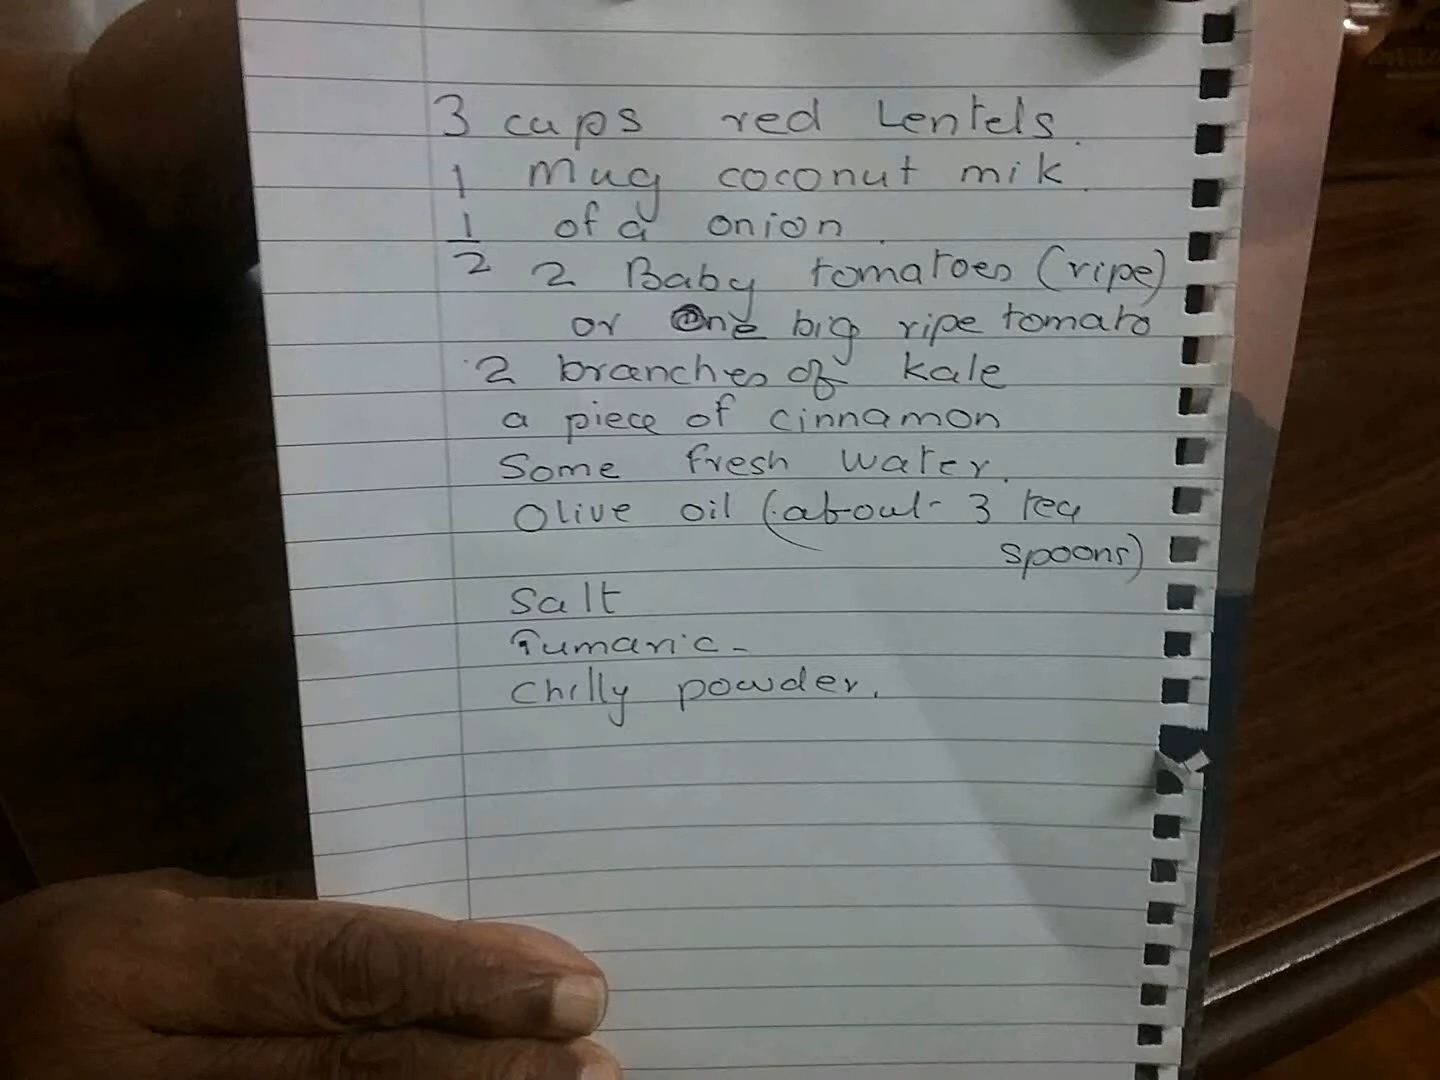 3 cups red Lentels.
1 mug coconut mik.
1/2 of a onion.
2 Baby tomatoes (ripe)
or One big ripe tomato
2 branches of kale
a piece of cinnamon
Some fresh water.
Olive oil (about 3 tea
spoons)
Salt
Tumaric -
Chilly powder.